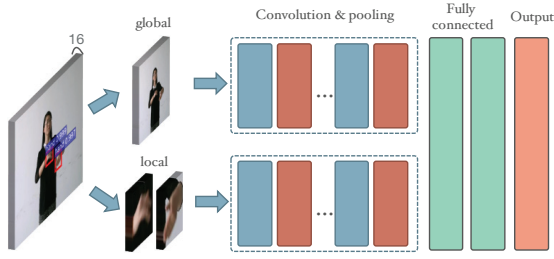 16
global
Convolution & pooling
Fully
connected
Output
local
...
...